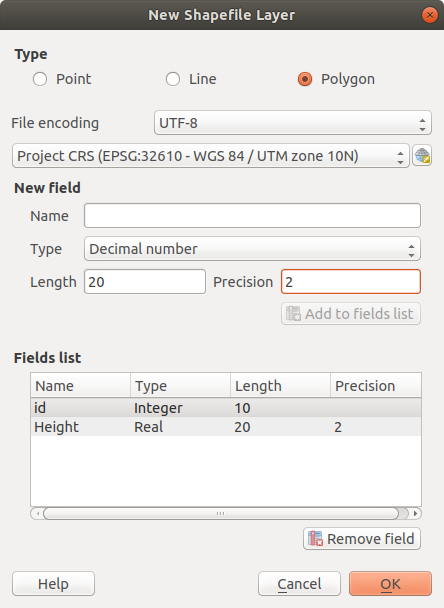 New Shapefile Layer
Type
Point Line Polygon
File encoding UTF-8
Project CRS (EPSG:32610 - WGS 84 / UTM zone 10N)
New field
Name
Type Decimal number
Length 20 Precision 2
Add to fields list
Fields list
Name Type Length Precision
id Integer 10
Height Real 20 2
Remove field
Help Cancel OK